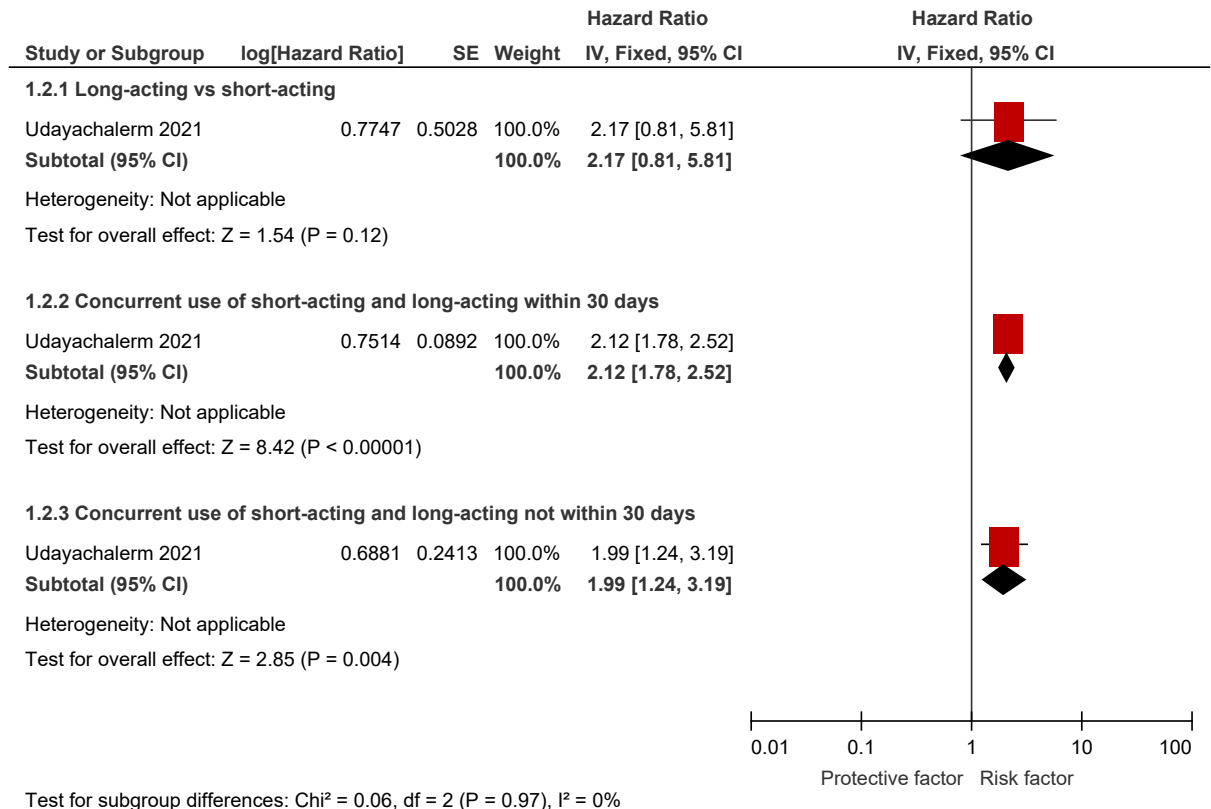 Hazard Ratio Hazard Ratio
Study or Subgroup log[Hazard Ratio] SE Weight IV, Fixed, 95% CI IV, Fixed, 95% CI
1.2.1 Long-acting vs short-acting
Udayachalerm 2021 0.7747 0.5028 100.0% 2.17 [0.81, 5.81]
Subtotal (95% CI) 100.0% 2.17 [0.81, 5.81]
Heterogeneity: Not applicable
Test for overall effect: Z = 1.54 (P = 0.12)
1.2.2 Concurrent use of short-acting and long-acting within 30 days
Udayachalerm 2021 0.7514 0.0892 100.0% 2.12 [1.78, 2.52]
Subtotal (95% CI) 100.0% 2.12 [1.78, 2.52]
Heterogeneity: Not applicable
Test for overall effect: Z = 8.42 (P < 0.00001)
1.2.3 Concurrent use of short-acting and long-acting not within 30 days
Udayachalerm 2021 0.6881 0.2413 100.0% 1.99 [1.24, 3.19]
Subtotal (95% CI) 100.0% 1.99 [1.24, 3.19]
Heterogeneity: Not applicable
Test for overall effect: Z = 2.85 (P = 0.004)
0.01 0.1 1 10 100
Protective factor Risk factor
Test for subgroup differences: Chi² = 0.06, df = 2 (P = 0.97), I² = 0%